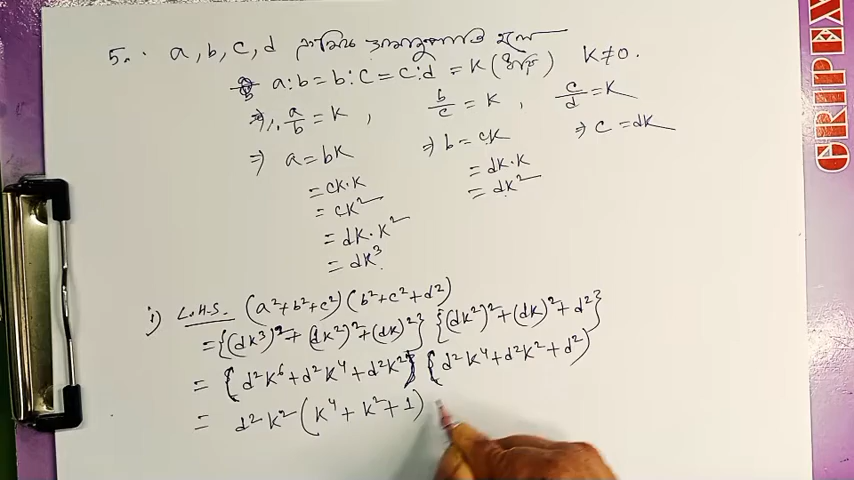 5. a, b, c, d ক্রমিক সমানুপাতি হলে
a:b = b:c = c:d = K (ধরি) K≠0.
⇒ ∴ a/b = K, b/c = K, c/d = K
⇒ a = bK ⇒ b = cK ⇒ c = dK
= cK·K = dK·K
= cK² = dK²
= dK·K²
= dK³
i) L.H.S. (a²+b²+c²)(b²+c²+d²)
= {(dK³)²+(dK²)²+(dK)²} {(dK²)²+(dK)²+d²}
= {d²K⁶+d²K⁴+d²K²} {d²K⁴+d²K²+d²)
= d²K²(K⁴+K²+1)
GRIPEX
GRIPEX